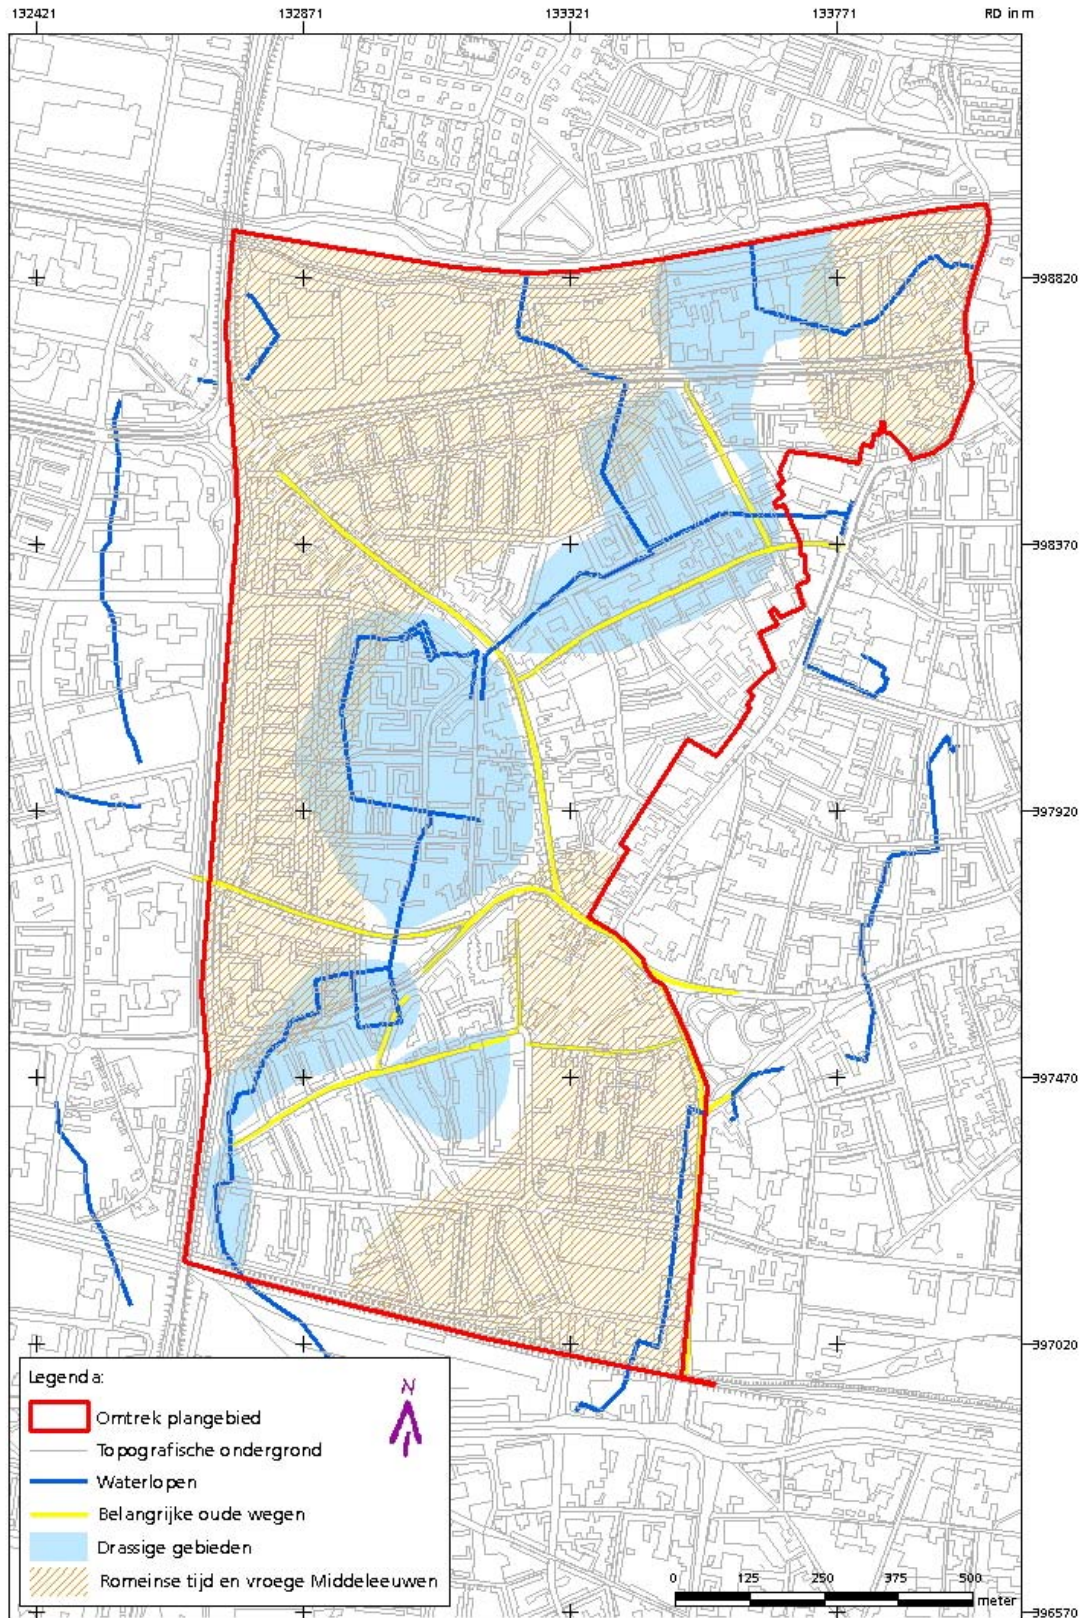 132421 132871 133321 133771 RD in m
398820
398370
397920
397470
397020
Legenda:
N
Omtrek plangebied
Topografische ondergrond
Waterlopen
Belangrijke oude wegen
Drassige gebieden
Romeinse tijd en vroege Middeleeuwen
0 125 250 375 500
meter
396570